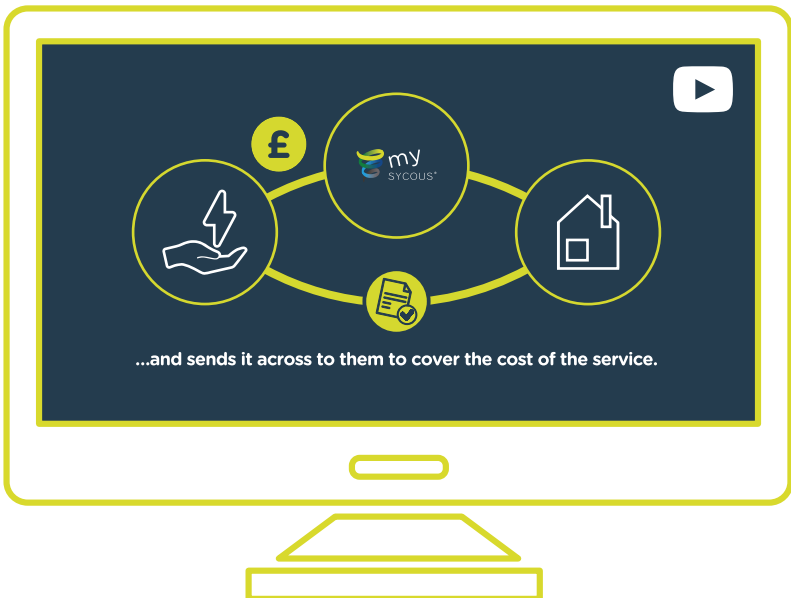 £
my
SYCOUS®
...and sends it across to them to cover the cost of the service.